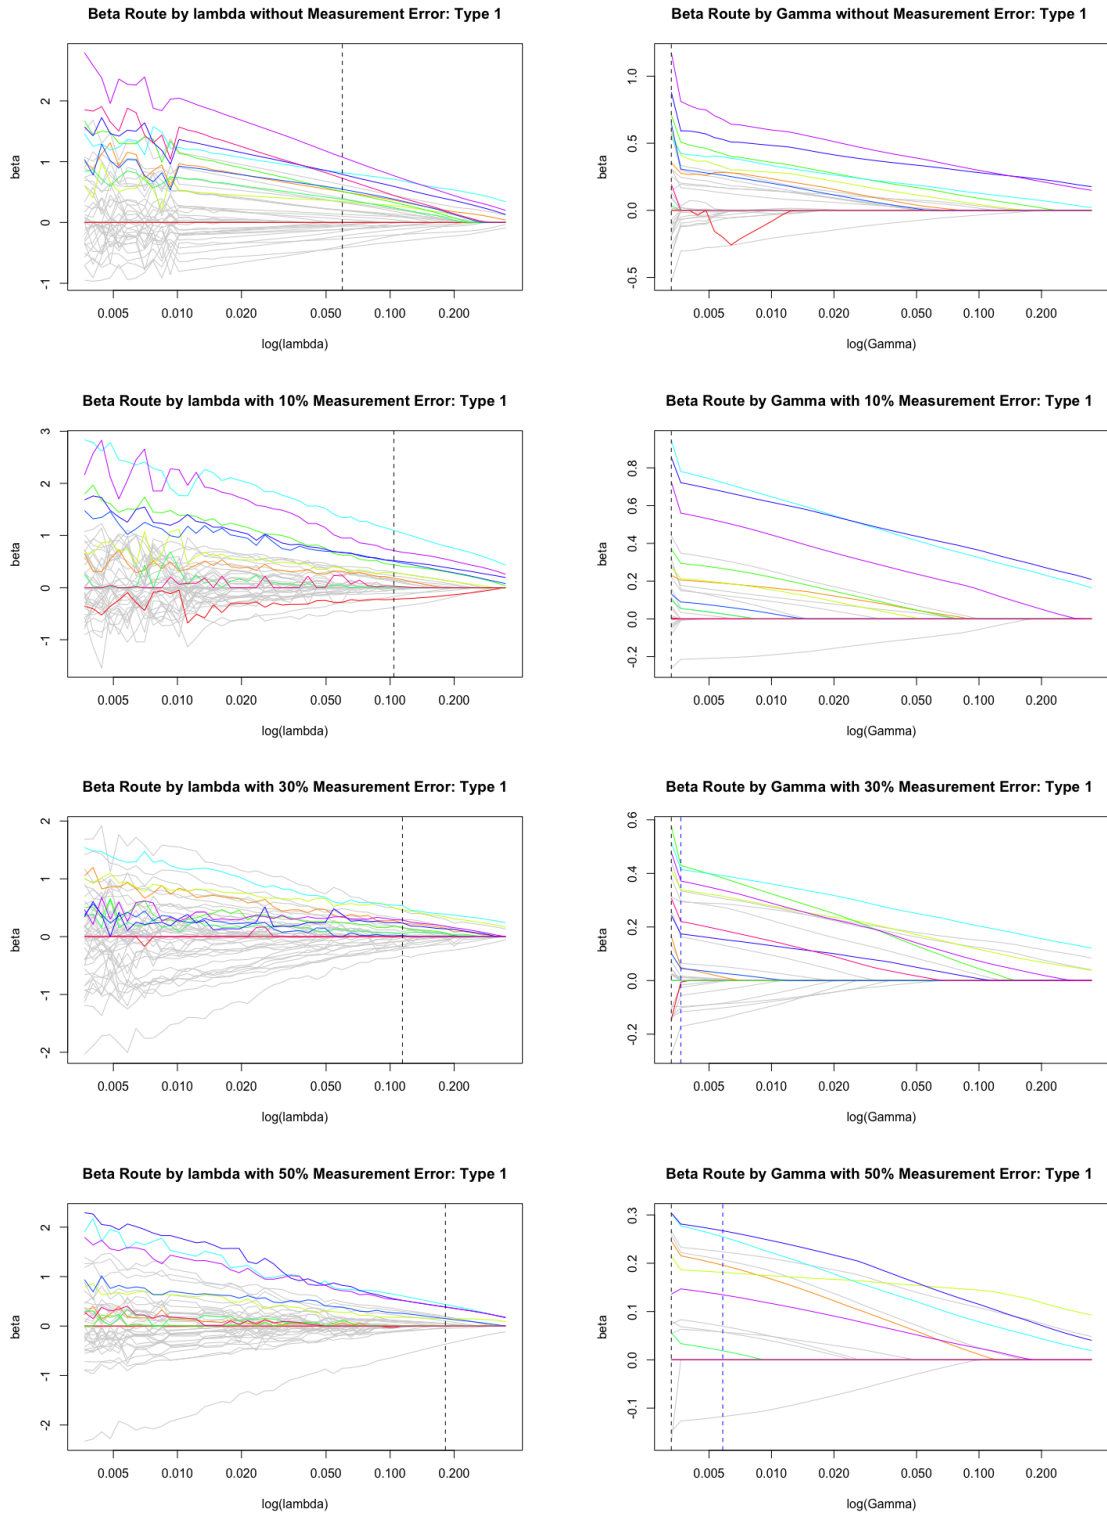 Beta Route by lambda without Measurement Error: Type 1
beta
2
1
0
-1
0.005 0.010 0.020 0.050 0.100 0.200
log(lambda)
Beta Route by Gamma without Measurement Error: Type 1
beta
1.0
0.5
0.0
-0.5
0.005 0.010 0.020 0.050 0.100 0.200
log(Gamma)
Beta Route by lambda with 10% Measurement Error: Type 1
beta
3
2
1
0
-1
0.005 0.010 0.020 0.050 0.100 0.200
log(lambda)
Beta Route by Gamma with 10% Measurement Error: Type 1
beta
0.8
0.6
0.4
0.2
0.0
-0.2
0.005 0.010 0.020 0.050 0.100 0.200
log(Gamma)
Beta Route by lambda with 30% Measurement Error: Type 1
beta
2
1
0
-1
-2
0.005 0.010 0.020 0.050 0.100 0.200
log(lambda)
Beta Route by Gamma with 30% Measurement Error: Type 1
beta
0.6
0.4
0.2
0.0
-0.2
0.005 0.010 0.020 0.050 0.100 0.200
log(Gamma)
Beta Route by lambda with 50% Measurement Error: Type 1
beta
2
1
0
-1
-2
0.005 0.010 0.020 0.050 0.100 0.200
log(lambda)
Beta Route by Gamma with 50% Measurement Error: Type 1
beta
0.3
0.2
0.1
0.0
-0.1
0.005 0.010 0.020 0.050 0.100 0.200
log(Gamma)